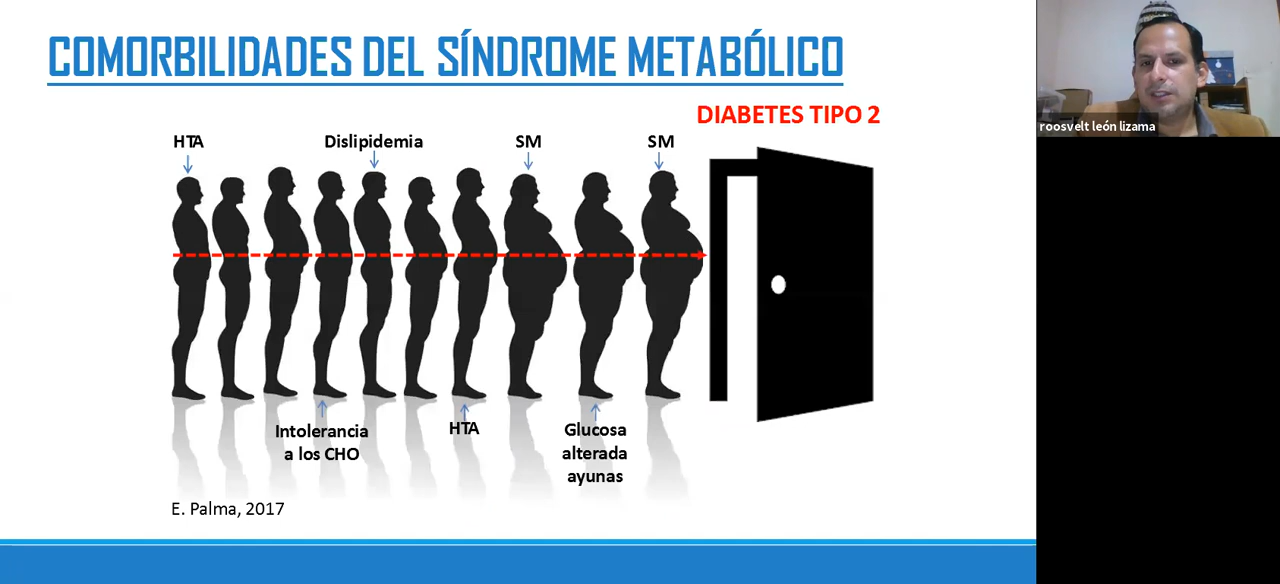 COMORBILIDADES DEL SÍNDROME METABÓLICO
roosvelt león lizama
DIABETES TIPO 2
HTA
Dislipidemia
SM
SM
Intolerancia
a los CHO
HTA
Glucosa
alterada
ayunas
E. Palma, 2017